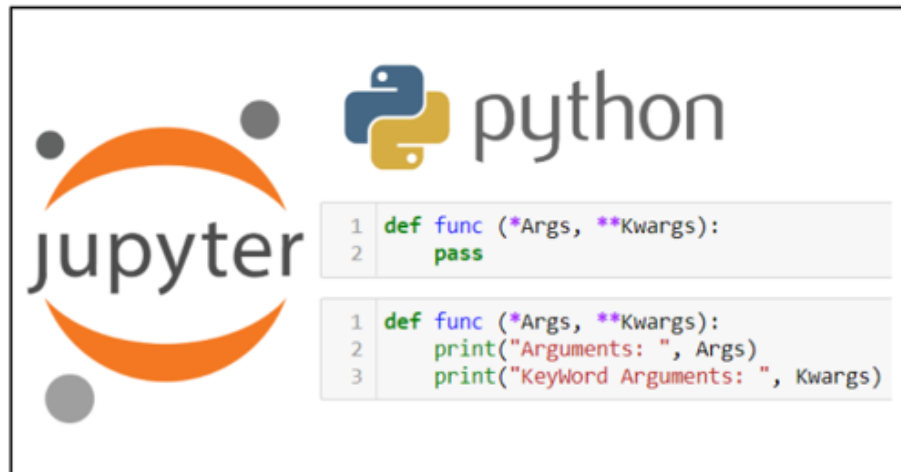 jupyter
python
1 def func (*Args, **Kwargs):
2     pass
1 def func (*Args, **Kwargs):
2     print("Arguments: ", Args)
3     print("KeyWord Arguments: ", Kwargs)